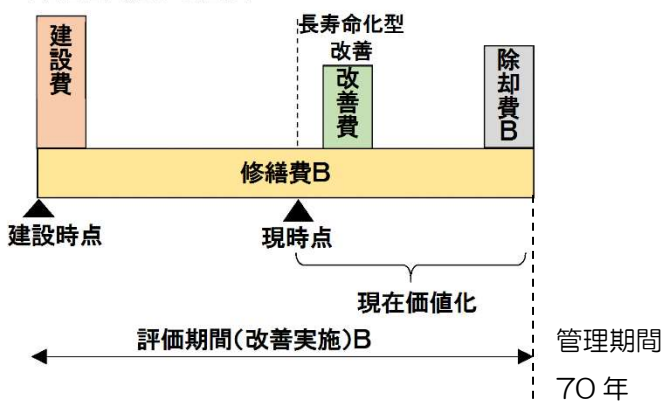 建設費
長寿命化型
改善
改善費
除却費B
修繕費B
建設時点
現時点
現在価値化
評価期間(改善実施)B
管理期間
70年